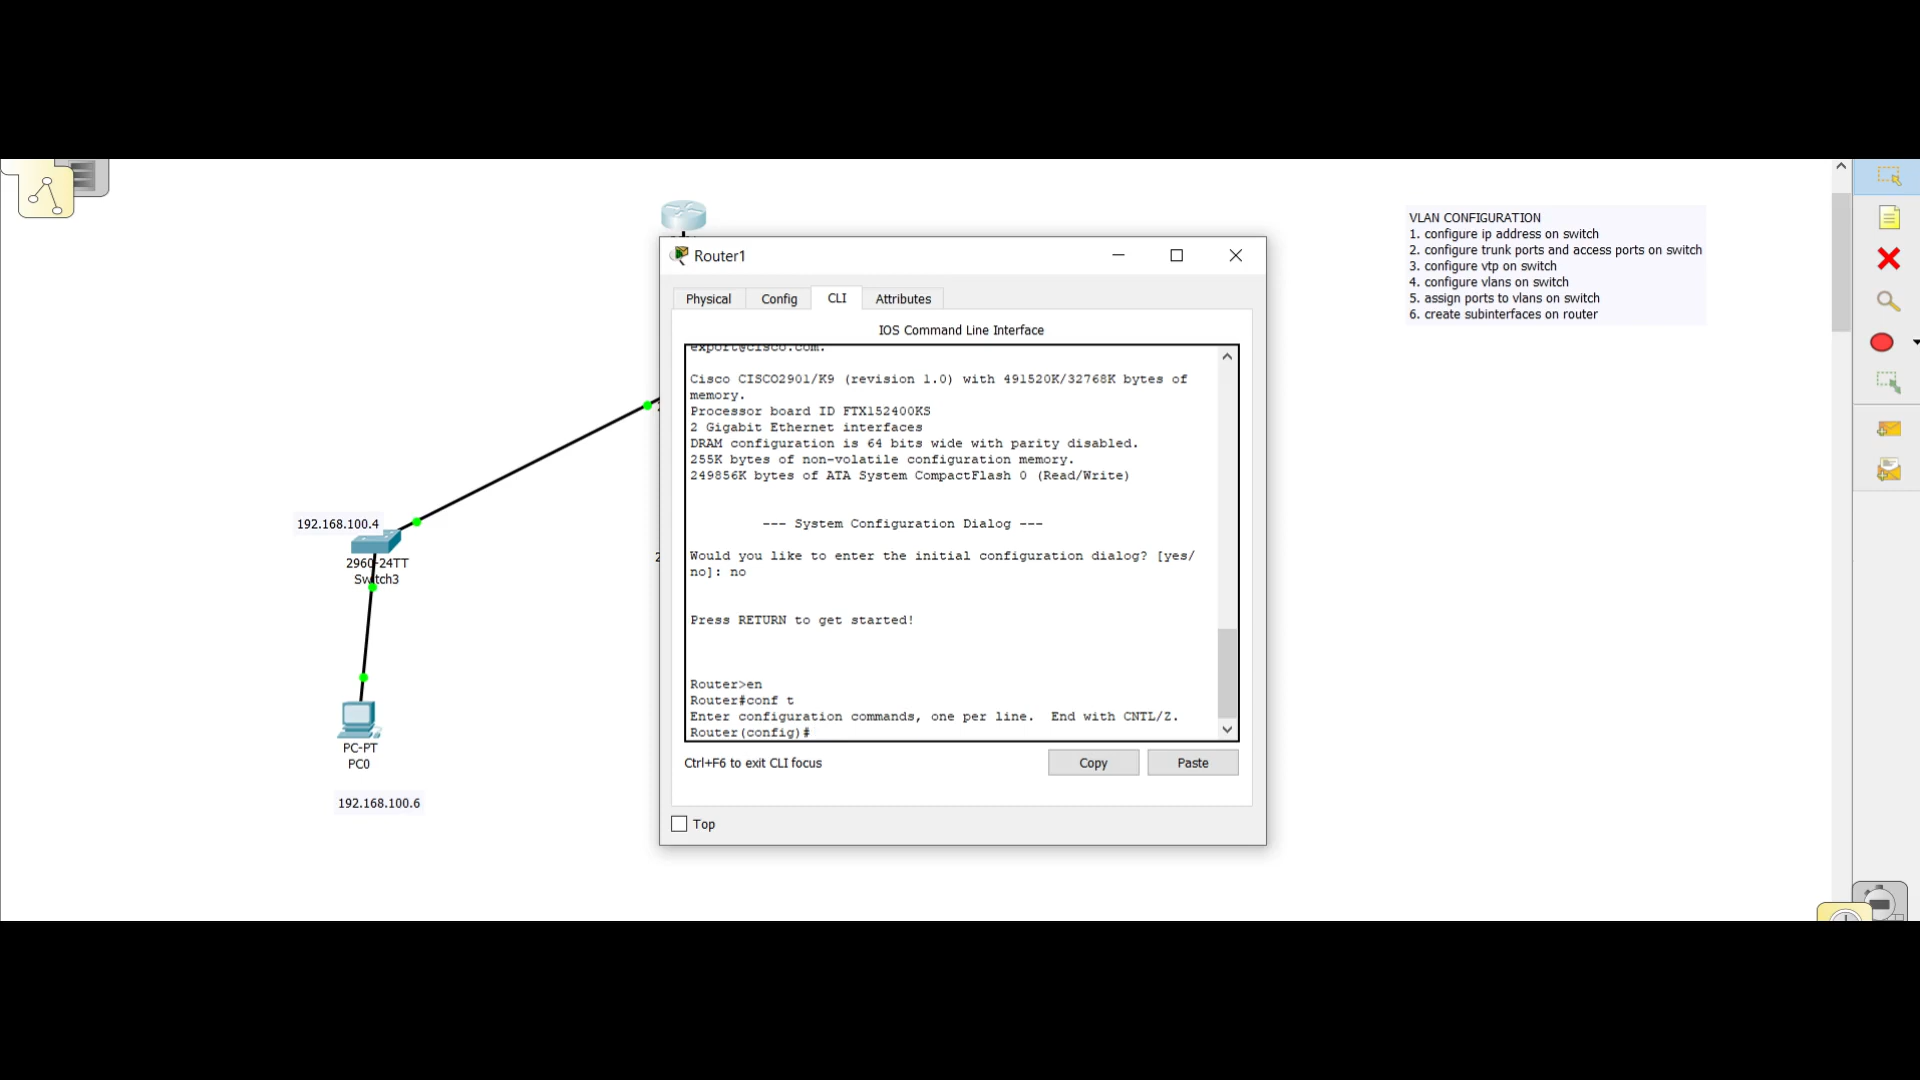 VLAN CONFIGURATION
1. configure ip address on switch
2. configure trunk ports and access ports on switch
3. configure vtp on switch
4. configure vlans on switch
5. assign ports to vlans on switch
6. create subinterfaces on router
Router1
Physical
Config
CLI
Attributes
IOS Command Line Interface
export@cisco.com.
Cisco CISCO2901/K9 (revision 1.0) with 491520K/32768K bytes of
memory.
Processor board ID FTX152400KS
2 Gigabit Ethernet interfaces
DRAM configuration is 64 bits wide with parity disabled.
255K bytes of non-volatile configuration memory.
249856K bytes of ATA System CompactFlash 0 (Read/Write)
--- System Configuration Dialog ---
Would you like to enter the initial configuration dialog? [yes/
no]: no
Press RETURN to get started!
Router>en
Router#conf t
Enter configuration commands, one per line.  End with CNTL/Z.
Router(config)#
Ctrl+F6 to exit CLI focus
Copy
Paste
Top
192.168.100.4
2960-24TT
Switch3
PC-PT
PC0
192.168.100.6